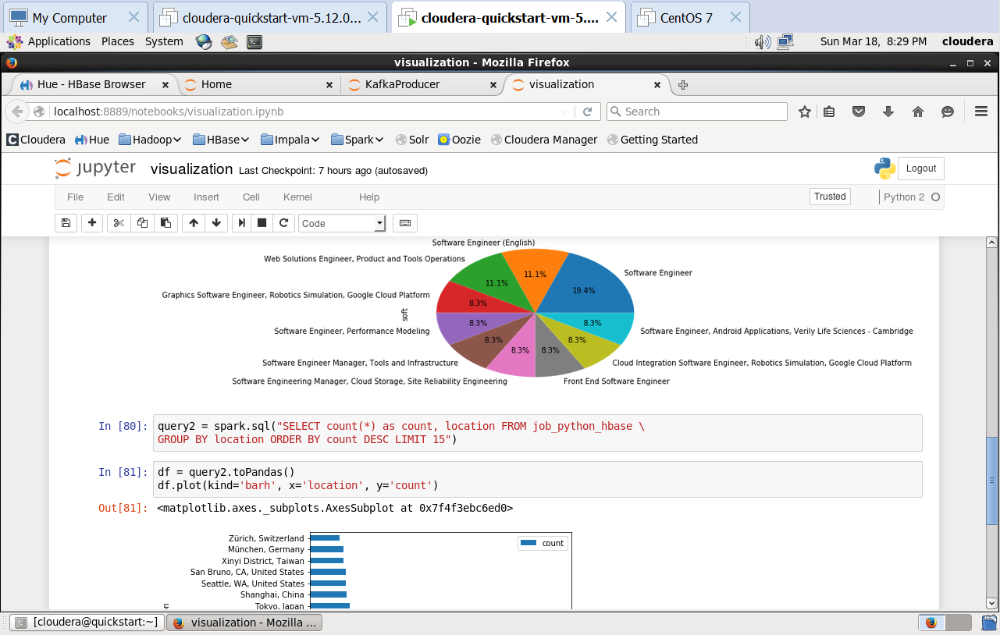 My Computer
cloudera-quickstart-vm-5.12.0...
cloudera-quickstart-vm-5....
CentOS 7
Applications Places System
Sun Mar 18, 8:29 PM cloudera
visualization - Mozilla Firefox
Hue - HBase Browser
Home
KafkaProducer
visualization
localhost:8889/notebooks/visualization.ipynb
Search
Cloudera Hue Hadoop HBase Impala Spark Solr Oozie Cloudera Manager Getting Started
jupyter visualization Last Checkpoint: 7 hours ago (autosaved)
Logout
File Edit View Insert Cell Kernel Help
Trusted
Python 2
Code
Software Engineer (English)
Web Solutions Engineer, Product and Tools Operations
Software Engineer
11.1%
11.1%
19.4%
Graphics Software Engineer, Robotics Simulation, Google Cloud Platform
8.3%
soft
8.3%
8.3%
Software Engineer, Performance Modeling
Software Engineer, Android Applications, Verily Life Sciences - Cambridge
8.3%
8.3%
8.3%
8.3%
Software Engineer Manager, Tools and Infrastructure
Cloud Integration Software Engineer, Robotics Simulation, Google Cloud Platform
Software Engineering Manager, Cloud Storage, Site Reliability Engineering
Front End Software Engineer
In [80]: query2 = spark.sql("SELECT count(*) as count, location FROM job_python_hbase \
GROUP BY location ORDER BY count DESC LIMIT 15")
In [81]: df = query2.toPandas()
df.plot(kind='barh', x='location', y='count')
Out[81]: <matplotlib.axes._subplots.AxesSubplot at 0x7f4f3ebc6ed0>
Zürich, Switzerland
count
München, Germany
Xinyi District, Taiwan
San Bruno, CA, United States
Seattle, WA, United States
Shanghai, China
Tokyo, Japan
[cloudera@quickstart:~]
visualization - Mozilla ...